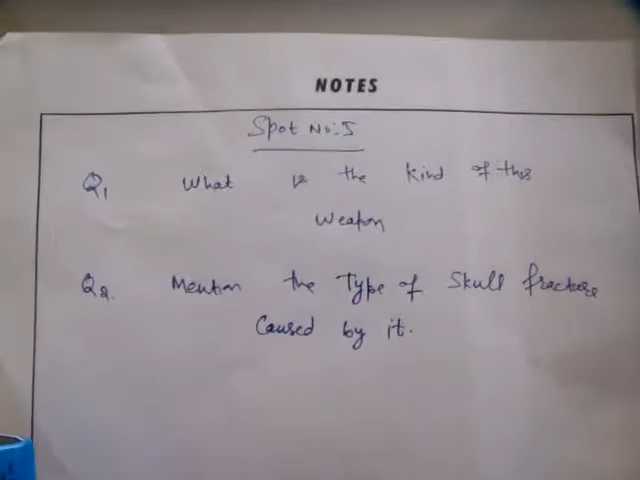 NOTES
Spot No:5
Q1 What is the kind of this
Weapon
Q2. Mention the Type of Skull fracture
Caused by it.